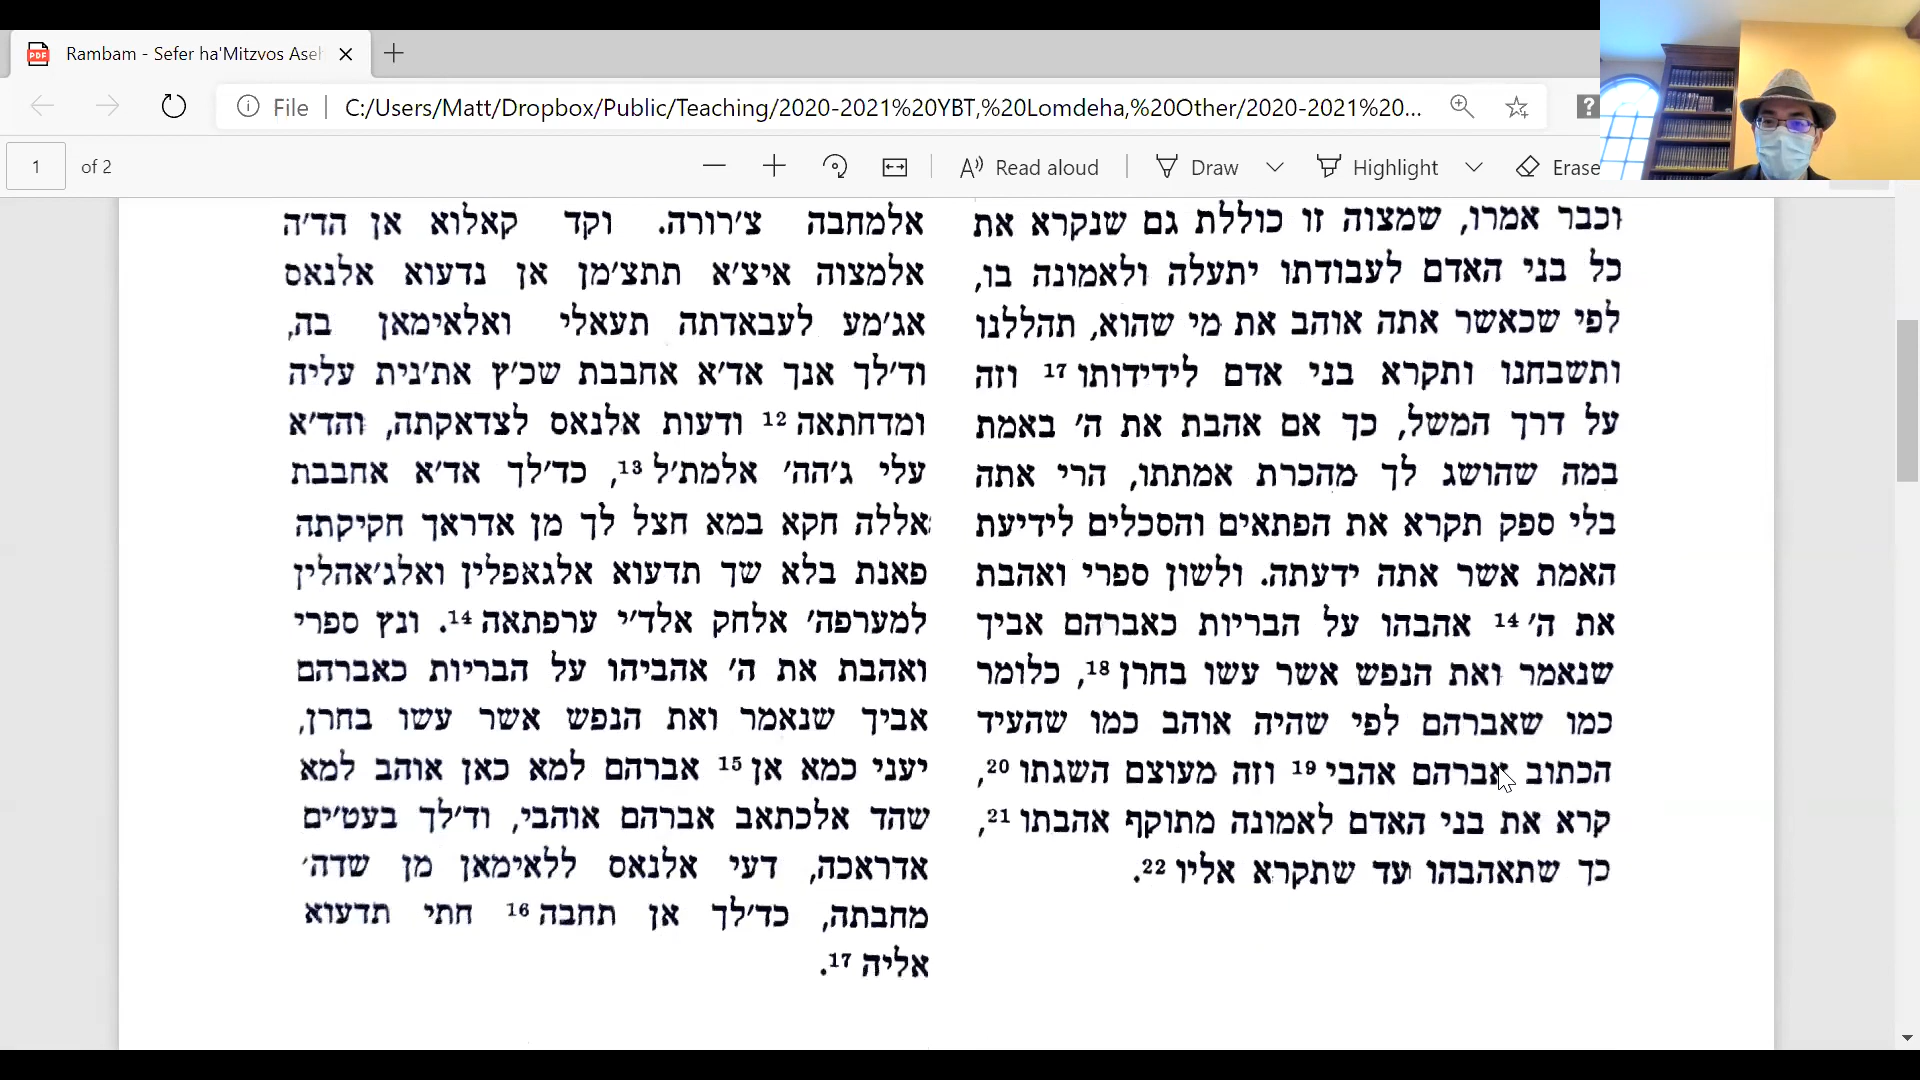 Rambam - Sefer ha'Mitzvos Aseh
File
C:/Users/Matt/Dropbox/Public/Teaching/2020-2021%20YBT,%20Lomdeha,%20Other/2020-2021%20...
1 of 2
Read aloud
Draw
Highlight
Erase
וכבר אמרו, שמצוה זו כוללת גם שנקרא את
כל בני האדם לעבודתו יתעלה ולאמונה בו,
לפי שכאשר אתה אוהב את מי שהוא, תהללנו
ותשבחנו ותקרא בני אדם לידידותו 17 וזה
על דרך המשל, כך אם אהבת את ה' באמת
במה שהושג לך מהכרת אמתתו, הרי אתה
בלי ספק תקרא את הפתאים והסכלים לידיעת
האמת אשר אתה ידעתה. ולשון ספרי ואהבת
את ה' 14 אהבהו על הבריות כאברהם אביך
שנאמר ואת הנפש אשר עשו בחרן 18, כלומר
כמו שאברהם לפי שהיה אוהב כמו שהעיד
הכתוב אברהם אהבי 19 וזה מעוצם השגתו 20,
קרא את בני האדם לאמונה מתוקף אהבתו 21,
כך שתאהבהו עד שתקרא אליו 22.
אלמחבה צ'רורה. וקד קאלוא אן הד'ה
אלמצוה איצ'א תתצ'מן אן נדעוא אלנאס
אג'מע לעבאדתה תעאלי ואלאימאן בה,
וד'לך אנך אד'א אחבבת שכ'ץ את'נית עליה
ומדחתאה 12 ודעות אלנאס לצדאקתה, והד'א
עלי ג'הה' אלמת'ל 13, כד'לך אד'א אחבבת
אללה חקא במא חצל לך מן אדראך חקיקתה
פאנת בלא שך תדעוא אלגאפלין ואלג'אהלין
למערפה' אלחק אלד'י ערפתאה 14. ונץ ספרי
ואהבת את ה' אהביהו על הבריות כאברהם
אביך שנאמר ואת הנפש אשר עשו בחרן,
יעני כמא אן 15 אברהם למא כאן אוהב למא
שהד אלכתאב אברהם אוהבי, וד'לך בעט'ים
אדראכה, דעי אלנאס ללאימאן מן שדה'
מחבתה, כד'לך אן תחבה 16 חתי תדעוא
אליה 17.